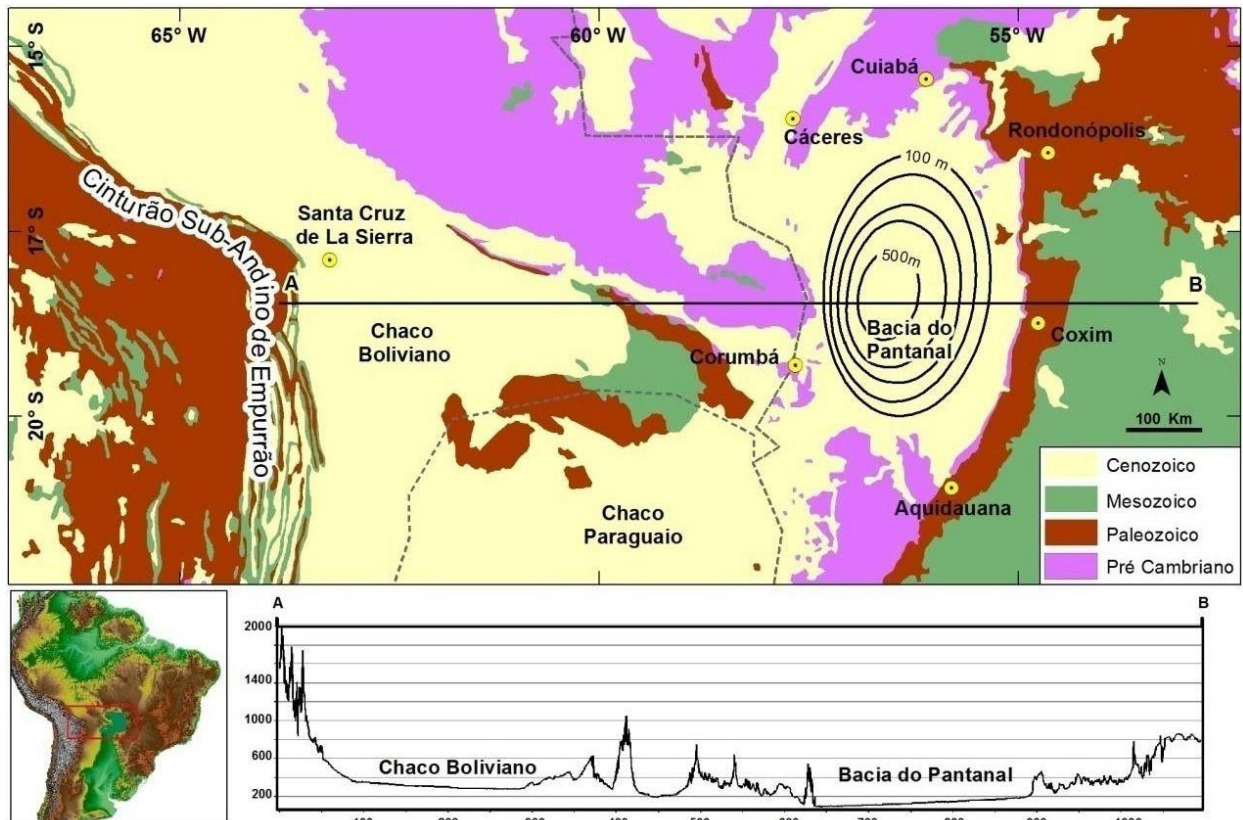 65° W
60° W
55° W
15° S
Cuiabá
Cáceres
Rondonópolis
100 m
Cinturão Sub-Andino de Empurrão
Santa Cruz
de La Sierra
17° S
500m
A
B
Chaco
Boliviano
Bacia do
Pantanal
Corumbá
Coxim
N
100 Km
20° S
Chaco
Paraguaio
Aquidauana
Cenozoico
Mesozoico
Paleozoico
Pré Cambriano
A
B
2000
1400
1000
600
200
Chaco Boliviano
Bacia do Pantanal